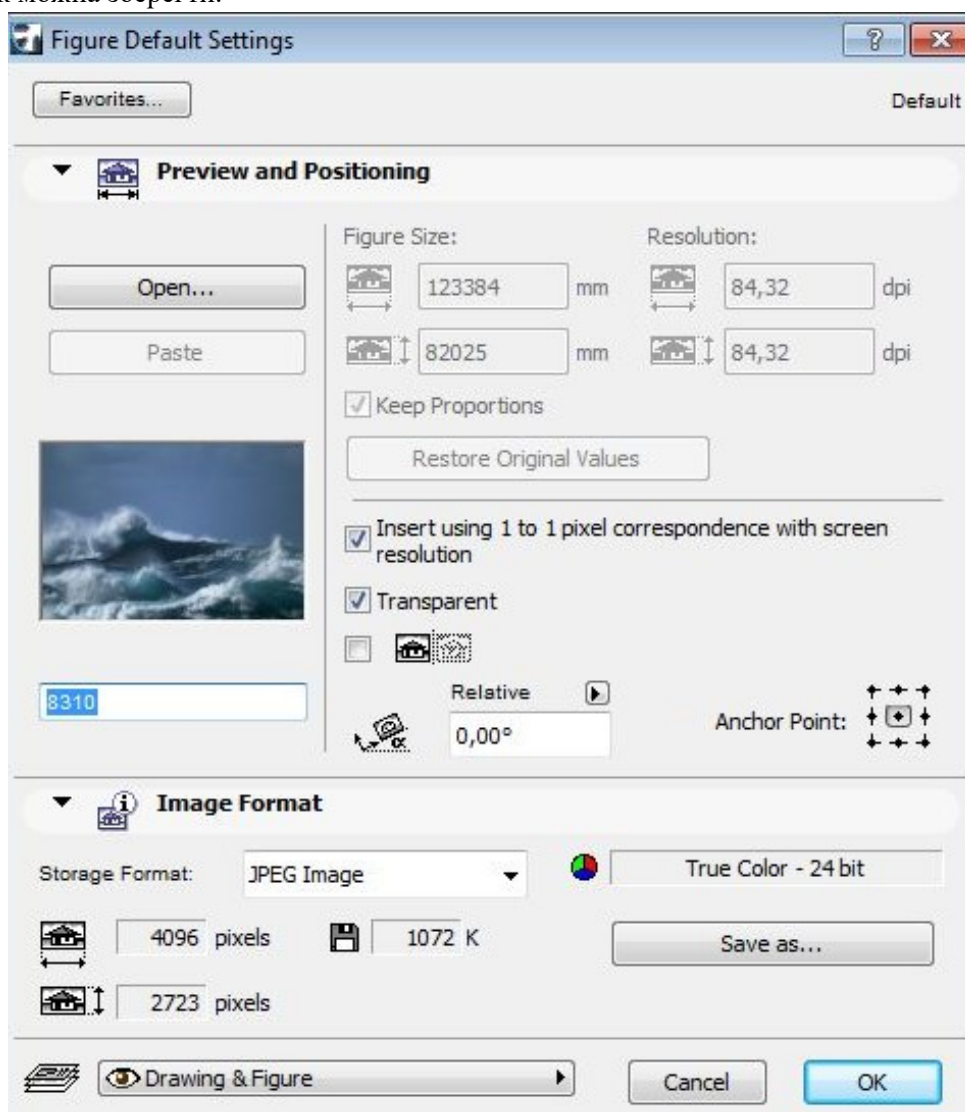 можна зберегти.
Figure Default Settings
Favorites...
Default
Preview and Positioning
Figure Size:
Resolution:
Open...
123384 mm
84,32 dpi
Paste
82025 mm
84,32 dpi
Keep Proportions
Restore Original Values
Insert using 1 to 1 pixel correspondence with screen
resolution
Transparent
8310
Relative
0,00°
α
Anchor Point:
Image Format
Storage Format:
JPEG Image
True Color - 24 bit
4096 pixels
1072 K
Save as...
2723 pixels
Drawing & Figure
Cancel
OK